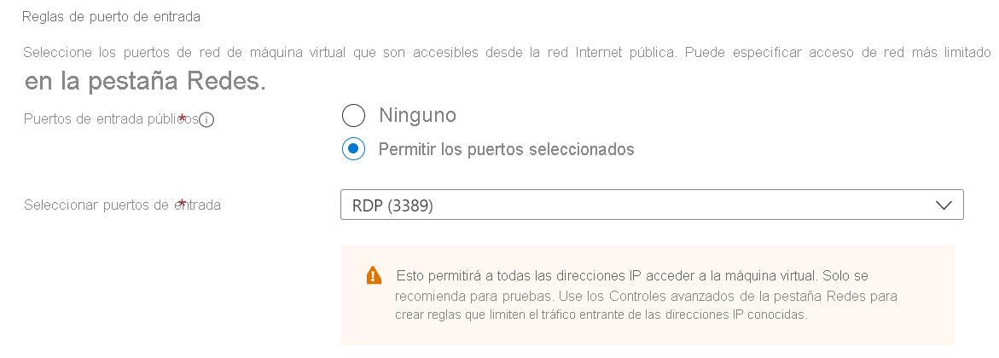 Reglas de puerto de entrada
Seleccione los puertos de red de máquina virtual que son accesibles desde la red Internet pública. Puede especificar acceso de red más limitado
en la pestaña Redes.
Puertos de entrada públicos *
Ninguno
Permitir los puertos seleccionados
Seleccionar puertos de entrada *
RDP (3389)
Esto permitirá a todas las direcciones IP acceder a la máquina virtual. Solo se
recomienda para pruebas. Use los Controles avanzados de la pestaña Redes para
crear reglas que limiten el tráfico entrante de las direcciones IP conocidas.